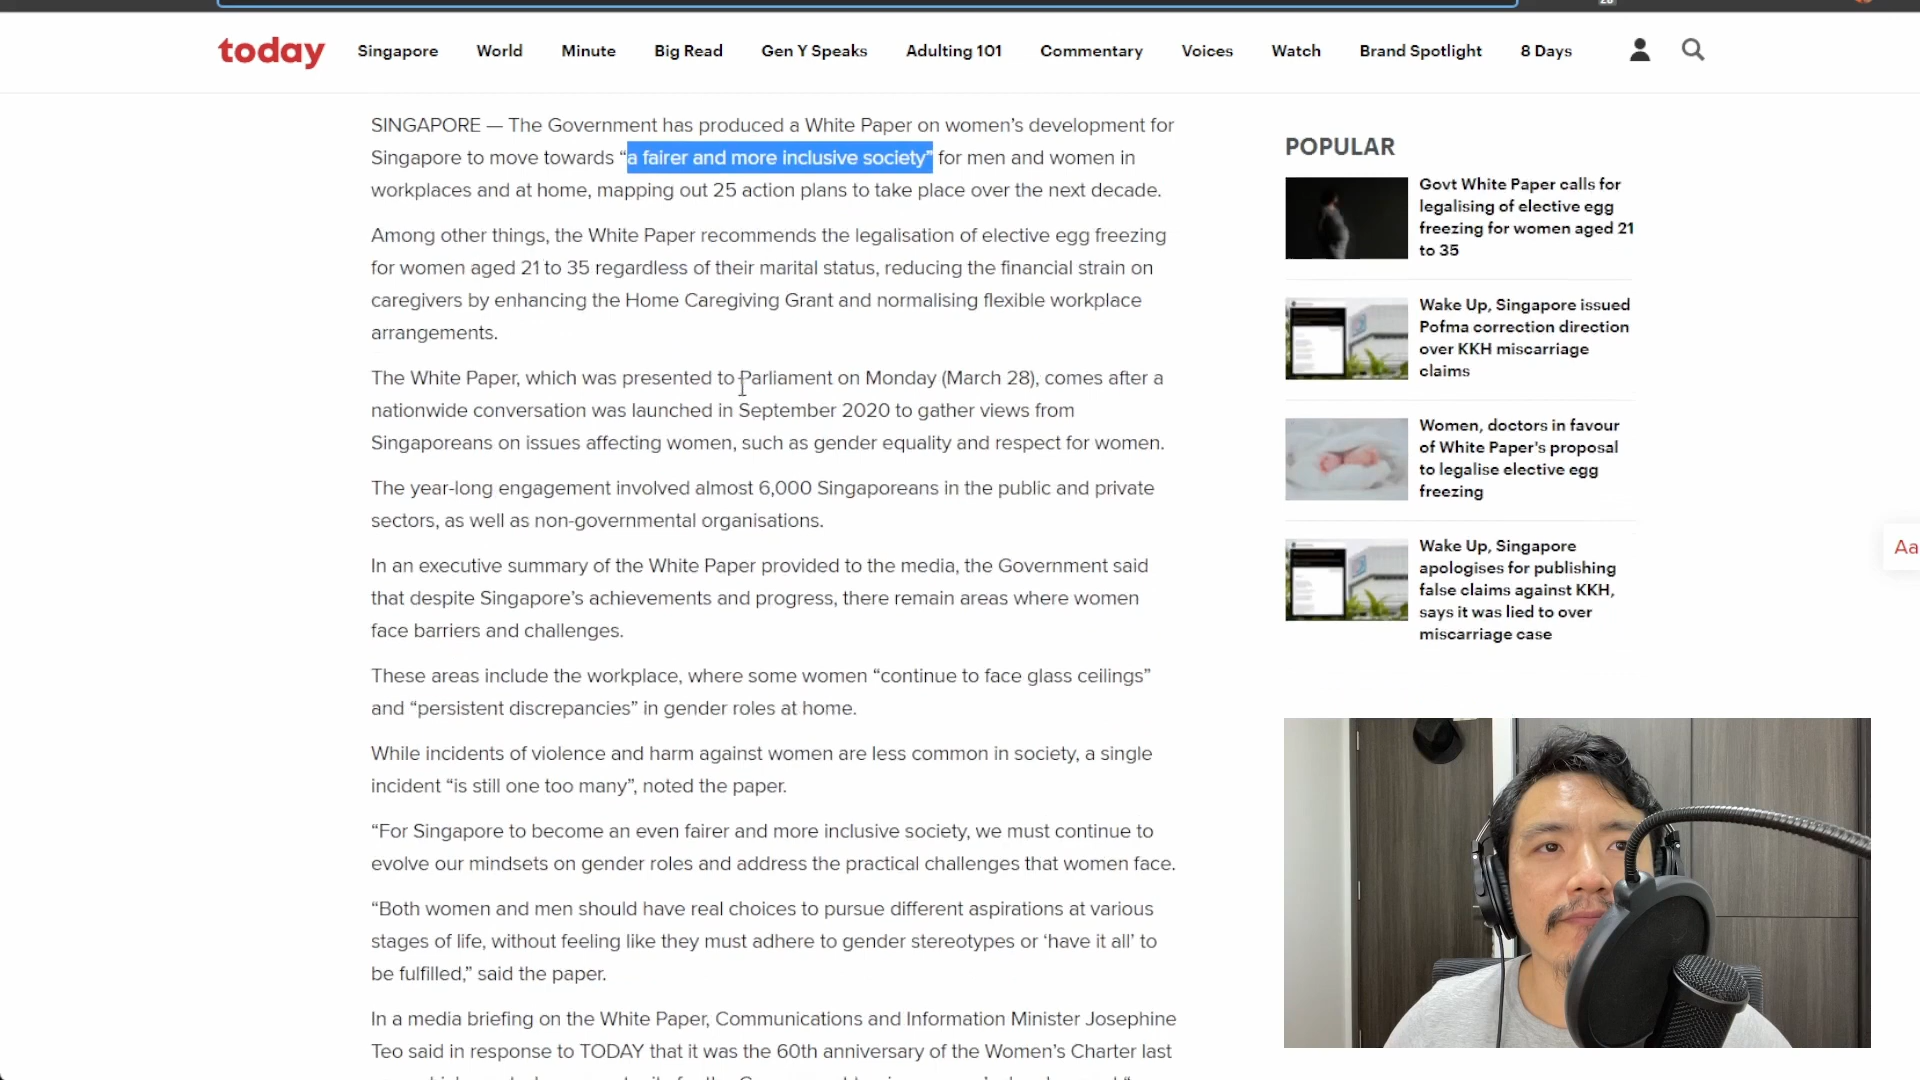 today
Singapore
World
Minute
Big Read
Gen Y Speaks
Adulting 101
Commentary
Voices
Watch
Brand Spotlight
8 Days
SINGAPORE — The Government has produced a White Paper on women’s development for
Singapore to move towards “a fairer and more inclusive society” for men and women in
workplaces and at home, mapping out 25 action plans to take place over the next decade.
Among other things, the White Paper recommends the legalisation of elective egg freezing
for women aged 21 to 35 regardless of their marital status, reducing the financial strain on
caregivers by enhancing the Home Caregiving Grant and normalising flexible workplace
arrangements.
The White Paper, which was presented to Parliament on Monday (March 28), comes after a
nationwide conversation was launched in September 2020 to gather views from
Singaporeans on issues affecting women, such as gender equality and respect for women.
The year-long engagement involved almost 6,000 Singaporeans in the public and private
sectors, as well as non-governmental organisations.
In an executive summary of the White Paper provided to the media, the Government said
that despite Singapore’s achievements and progress, there remain areas where women
face barriers and challenges.
These areas include the workplace, where some women “continue to face glass ceilings”
and “persistent discrepancies” in gender roles at home.
While incidents of violence and harm against women are less common in society, a single
incident “is still one too many”, noted the paper.
“For Singapore to become an even fairer and more inclusive society, we must continue to
evolve our mindsets on gender roles and address the practical challenges that women face.
“Both women and men should have real choices to pursue different aspirations at various
stages of life, without feeling like they must adhere to gender stereotypes or ‘have it all’ to
be fulfilled,” said the paper.
In a media briefing on the White Paper, Communications and Information Minister Josephine
Teo said in response to TODAY that it was the 60th anniversary of the Women’s Charter last
POPULAR
Govt White Paper calls for
legalising of elective egg
freezing for women aged 21
to 35
Wake Up, Singapore issued
Pofma correction direction
over KKH miscarriage
claims
Women, doctors in favour
of White Paper's proposal
to legalise elective egg
freezing
Wake Up, Singapore
apologises for publishing
false claims against KKH,
says it was lied to over
miscarriage case
Aa